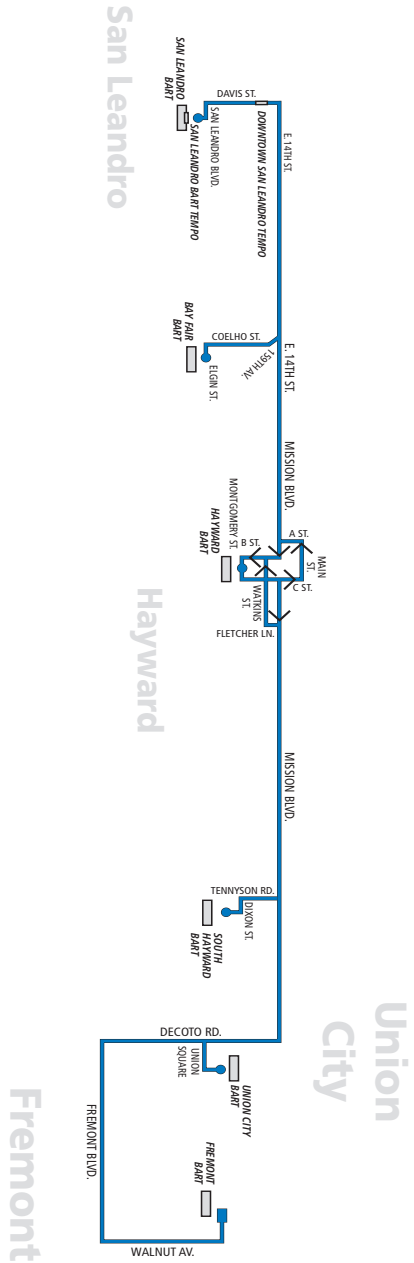 San Leandro
SAN LEANDRO
BART
DAVIS ST.
SAN LEANDRO BLVD.
SAN LEANDRO BART TEMPO
DOWNTOWN SAN LEANDRO TEMPO
E. 14TH ST.
BAY FAIR
BART
COELHO ST.
ELGIN ST.
159TH AV.
E. 14TH ST.
MISSION BLVD.
MONTGOMERY ST.
HAYWARD
BART
A ST.
B ST.
MAIN
ST.
C ST.
WATKINS
ST.
FLETCHER LN.
Hayward
MISSION BLVD.
TENNYSON RD.
DIXON ST.
SOUTH
HAYWARD
BART
Union
City
DECOTO RD.
UNION
SQUARE
UNION CITY
BART
FREMONT BLVD.
FREMONT
BART
Fremont
WALNUT AV.